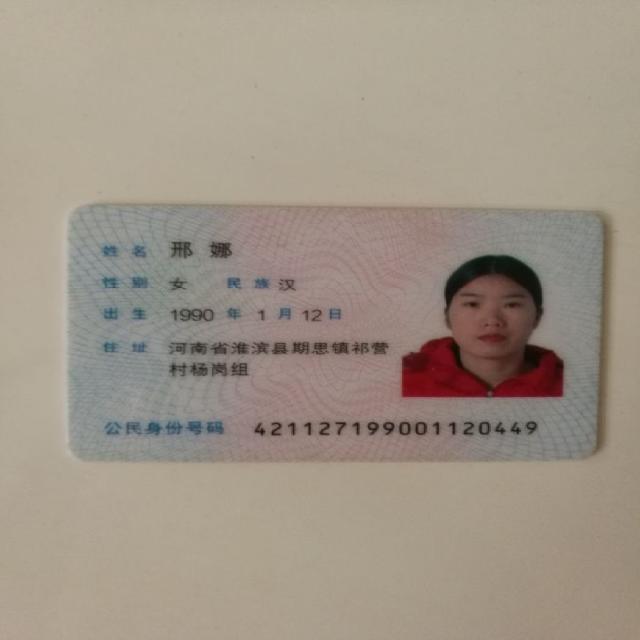 姓名 邢娜
性别 女 民族 汉
出生 1990 年 1 月 12 日
住址 河南省淮滨县期思镇祁营
村杨岗组
公民身份号码 421127199001120449